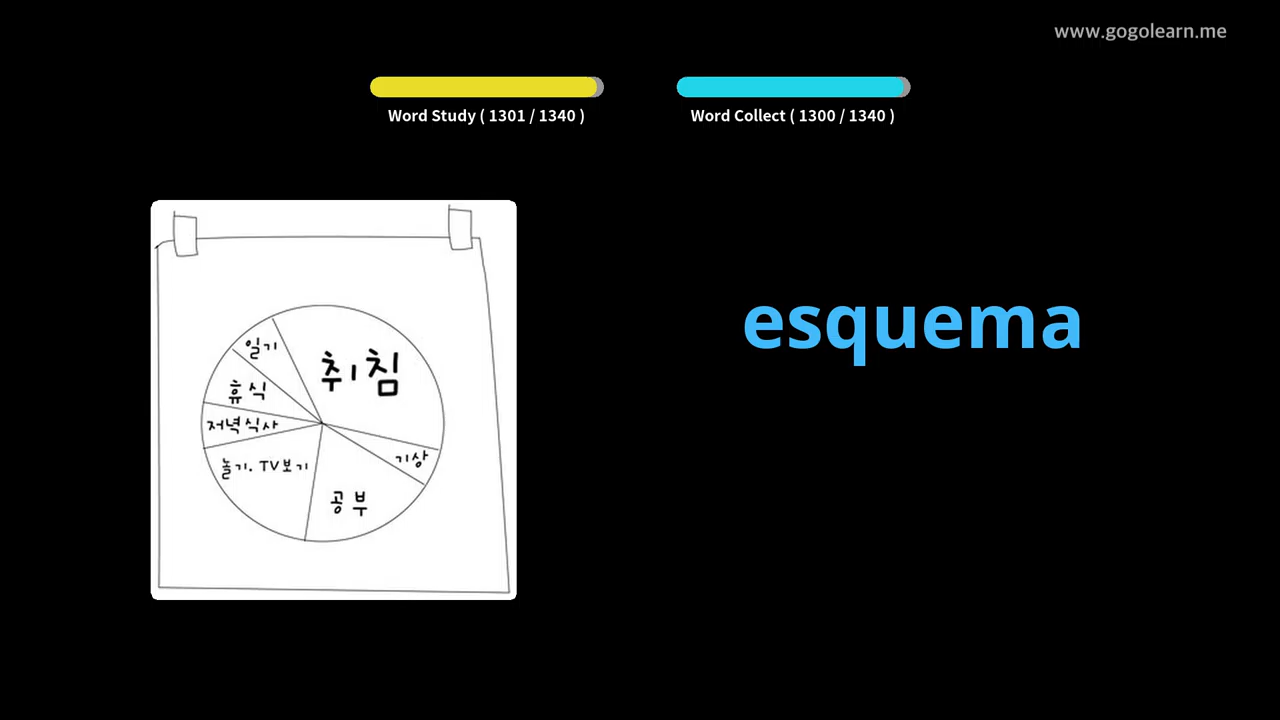 www.gogolearn.me
Word Study ( 1301 / 1340 )
Word Collect ( 1300 / 1340 )
일기
취침
휴식
저녁식사
놀기. TV보기
기상
공부
esquema